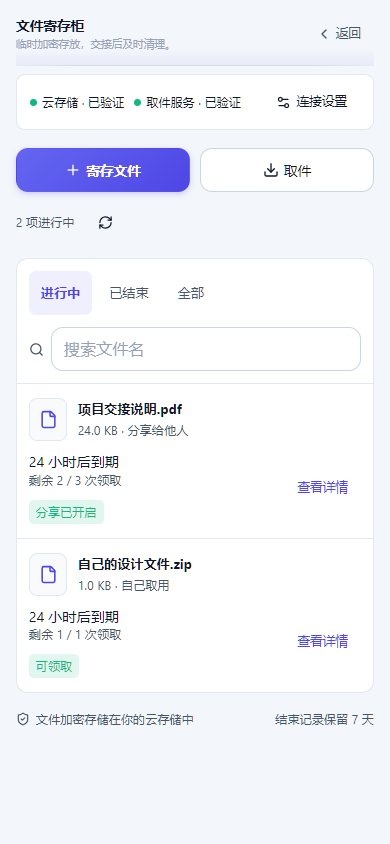 文件寄存柜
临时加密存放，交接后及时清理。
返回
云存储 · 已验证
取件服务 · 已验证
连接设置
寄存文件
取件
2 项进行中
进行中
已结束
全部
搜索文件名
项目交接说明.pdf
24.0 KB · 分享给他人
24 小时后到期
剩余 2 / 3 次领取
查看详情
分享已开启
自己的设计文件.zip
1.0 KB · 自己取用
24 小时后到期
剩余 1 / 1 次领取
查看详情
可领取
文件加密存储在你的云存储中
结束记录保留 7 天